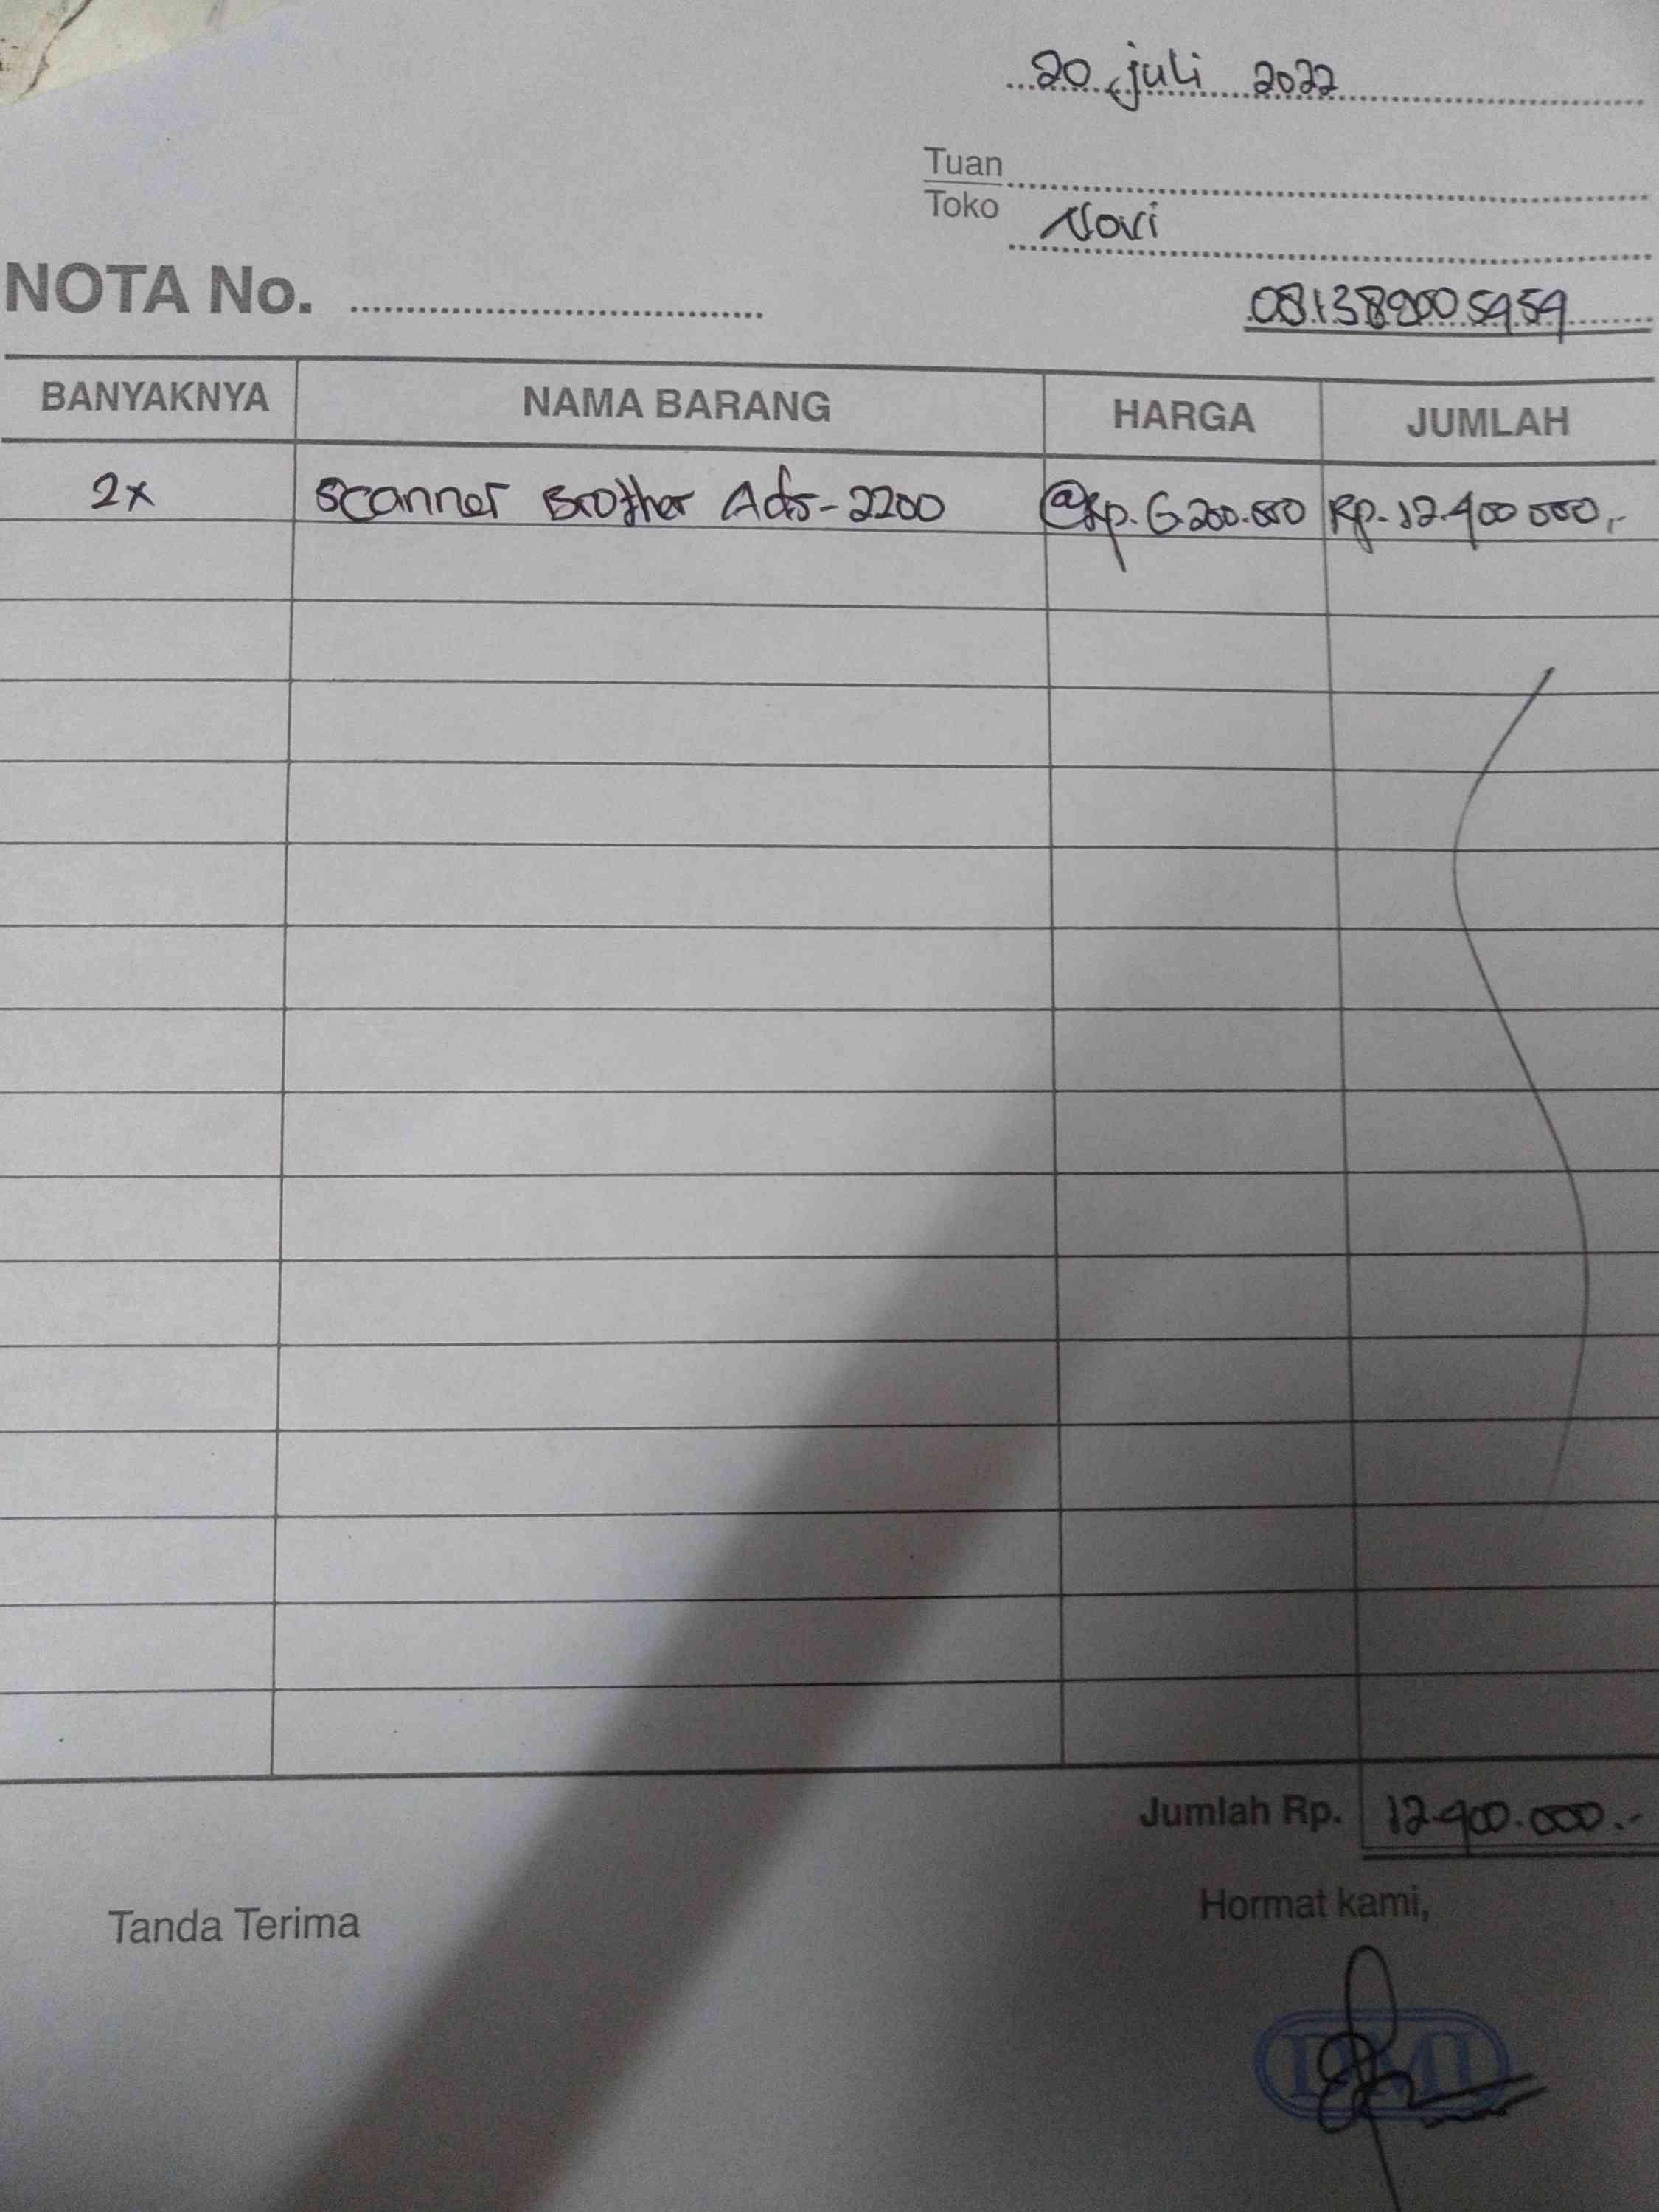 20 juli 2022
Tuan
Toko Novi
NOTA No.
081389005959
BANYAKNYA NAMA BARANG HARGA JUMLAH
2x Scanner Brother Ads-2200 @Rp. 6.200.000 Rp. 12.400.000,-
Jumlah Rp. 12.400.000.-
Tanda Terima
Hormat kami,